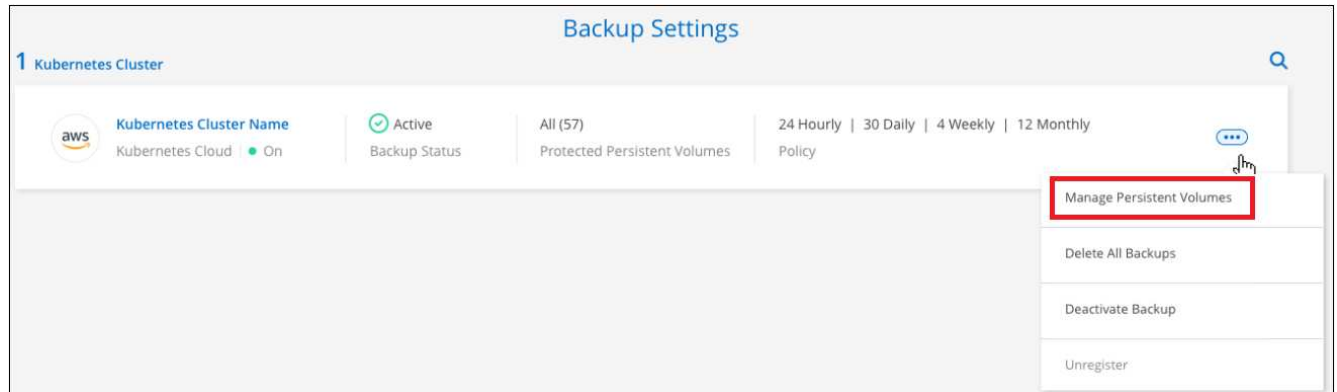 Backup Settings
1 Kubernetes Cluster
aws
Kubernetes Cluster Name
Kubernetes Cloud On
Active
Backup Status
All (57)
Protected Persistent Volumes
24 Hourly | 30 Daily | 4 Weekly | 12 Monthly
Policy
Manage Persistent Volumes
Delete All Backups
Deactivate Backup
Unregister